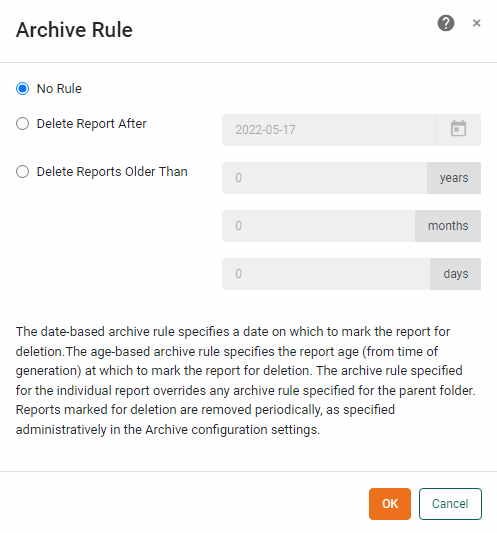 Archive Rule
?
×
No Rule
Delete Report After
2022-05-17
Delete Reports Older Than
0 years
0 months
0 days
The date-based archive rule specifies a date on which to mark the report for
deletion.The age-based archive rule specifies the report age (from time of
generation) at which to mark the report for deletion. The archive rule specified
for the individual report overrides any archive rule specified for the parent folder.
Reports marked for deletion are removed periodically, as specified
administratively in the Archive configuration settings.
OK
Cancel